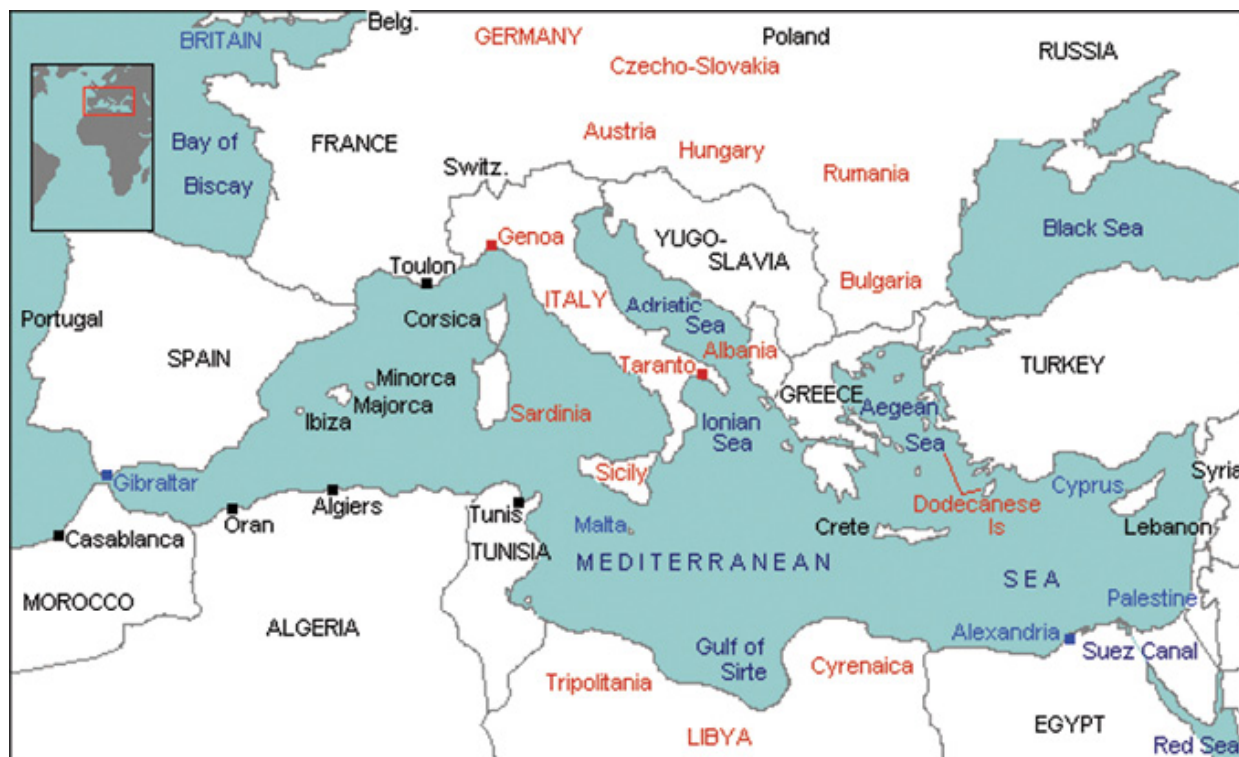 Belg.
BRITAIN
GERMANY
Poland
RUSSIA
Czecho-Slovakia
Bay of
Biscay
FRANCE
Austria
Hungary
Switz.
Rumania
Black Sea
Genoa
YUGO-
SLAVIA
Toulon
ITALY
Bulgaria
Adriatic
Sea
Portugal
Corsica
SPAIN
Albania
Taranto
TURKEY
Minorca
Majorca
Ibiza
Sardinia
GREECE
Aegean
Sea
Ionian
Sea
Gibraltar
Sicily
Syria
Cyprus
Algiers
Oran
Tunis
Dodecanese
Is
Malta
Crete
Lebanon
Casablanca
TUNISIA
MEDITERRANEAN
SEA
MOROCCO
Palestine
ALGERIA
Alexandria
Suez Canal
Gulf of
Sirte
Cyrenaica
Tripolitania
EGYPT
LIBYA
Red Sea